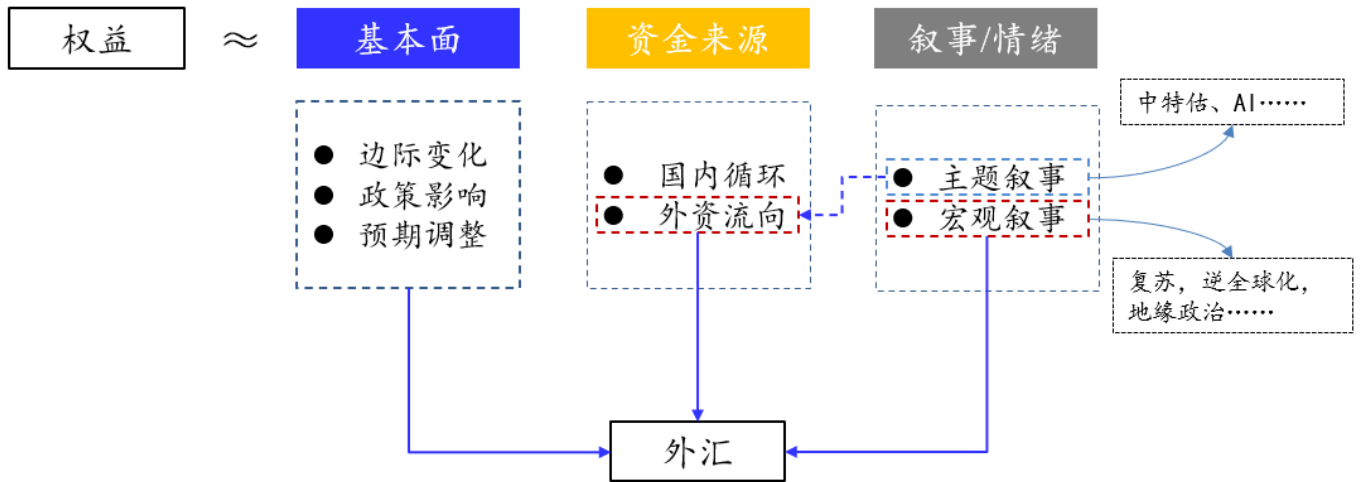 权益 ≈ 基本面 资金来源 叙事/情绪
中特估、AI……
● 边际变化
● 政策影响
● 预期调整
● 国内循环
● 外资流向
● 主题叙事
● 宏观叙事
复苏，逆全球化，
地缘政治……
外汇